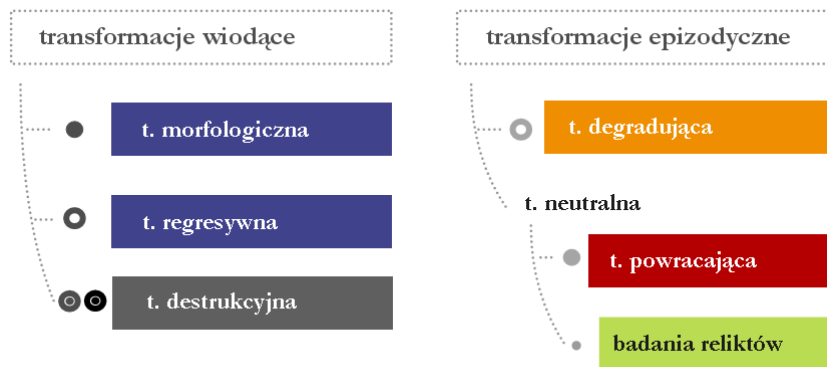 transformacje wiodące
t. morfologiczna
t. regresywna
t. destrukcyjna
transformacje epizodyczne
t. degradująca
t. neutralna
t. powracająca
badania reliktów